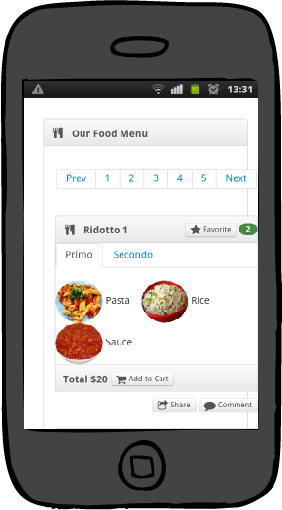 13:31
Our Food Menu
Prev 1 2 3 4 5 Next
Ridotto 1 Favorite 2
Primo Secondo
Pasta Rice
Sauce
Total $20 Add to Cart
Share Comment